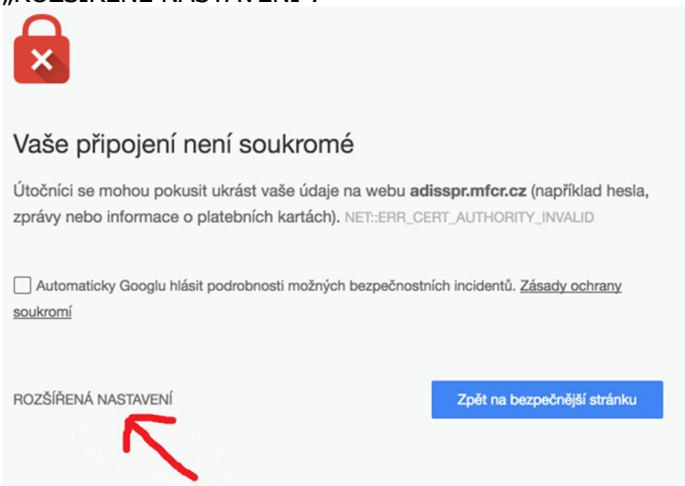 Vaše připojení není soukromé
Útočníci se mohou pokusit ukrást vaše údaje na webu adisspr.mfcr.cz (například hesla,
zprávy nebo informace o platebních kartách). NET::ERR_CERT_AUTHORITY_INVALID
Automaticky Googlu hlásit podrobnosti možných bezpečnostních incidentů. Zásady ochrany
soukromí
ROZŠÍŘENÁ NASTAVENÍ
Zpět na bezpečnější stránku